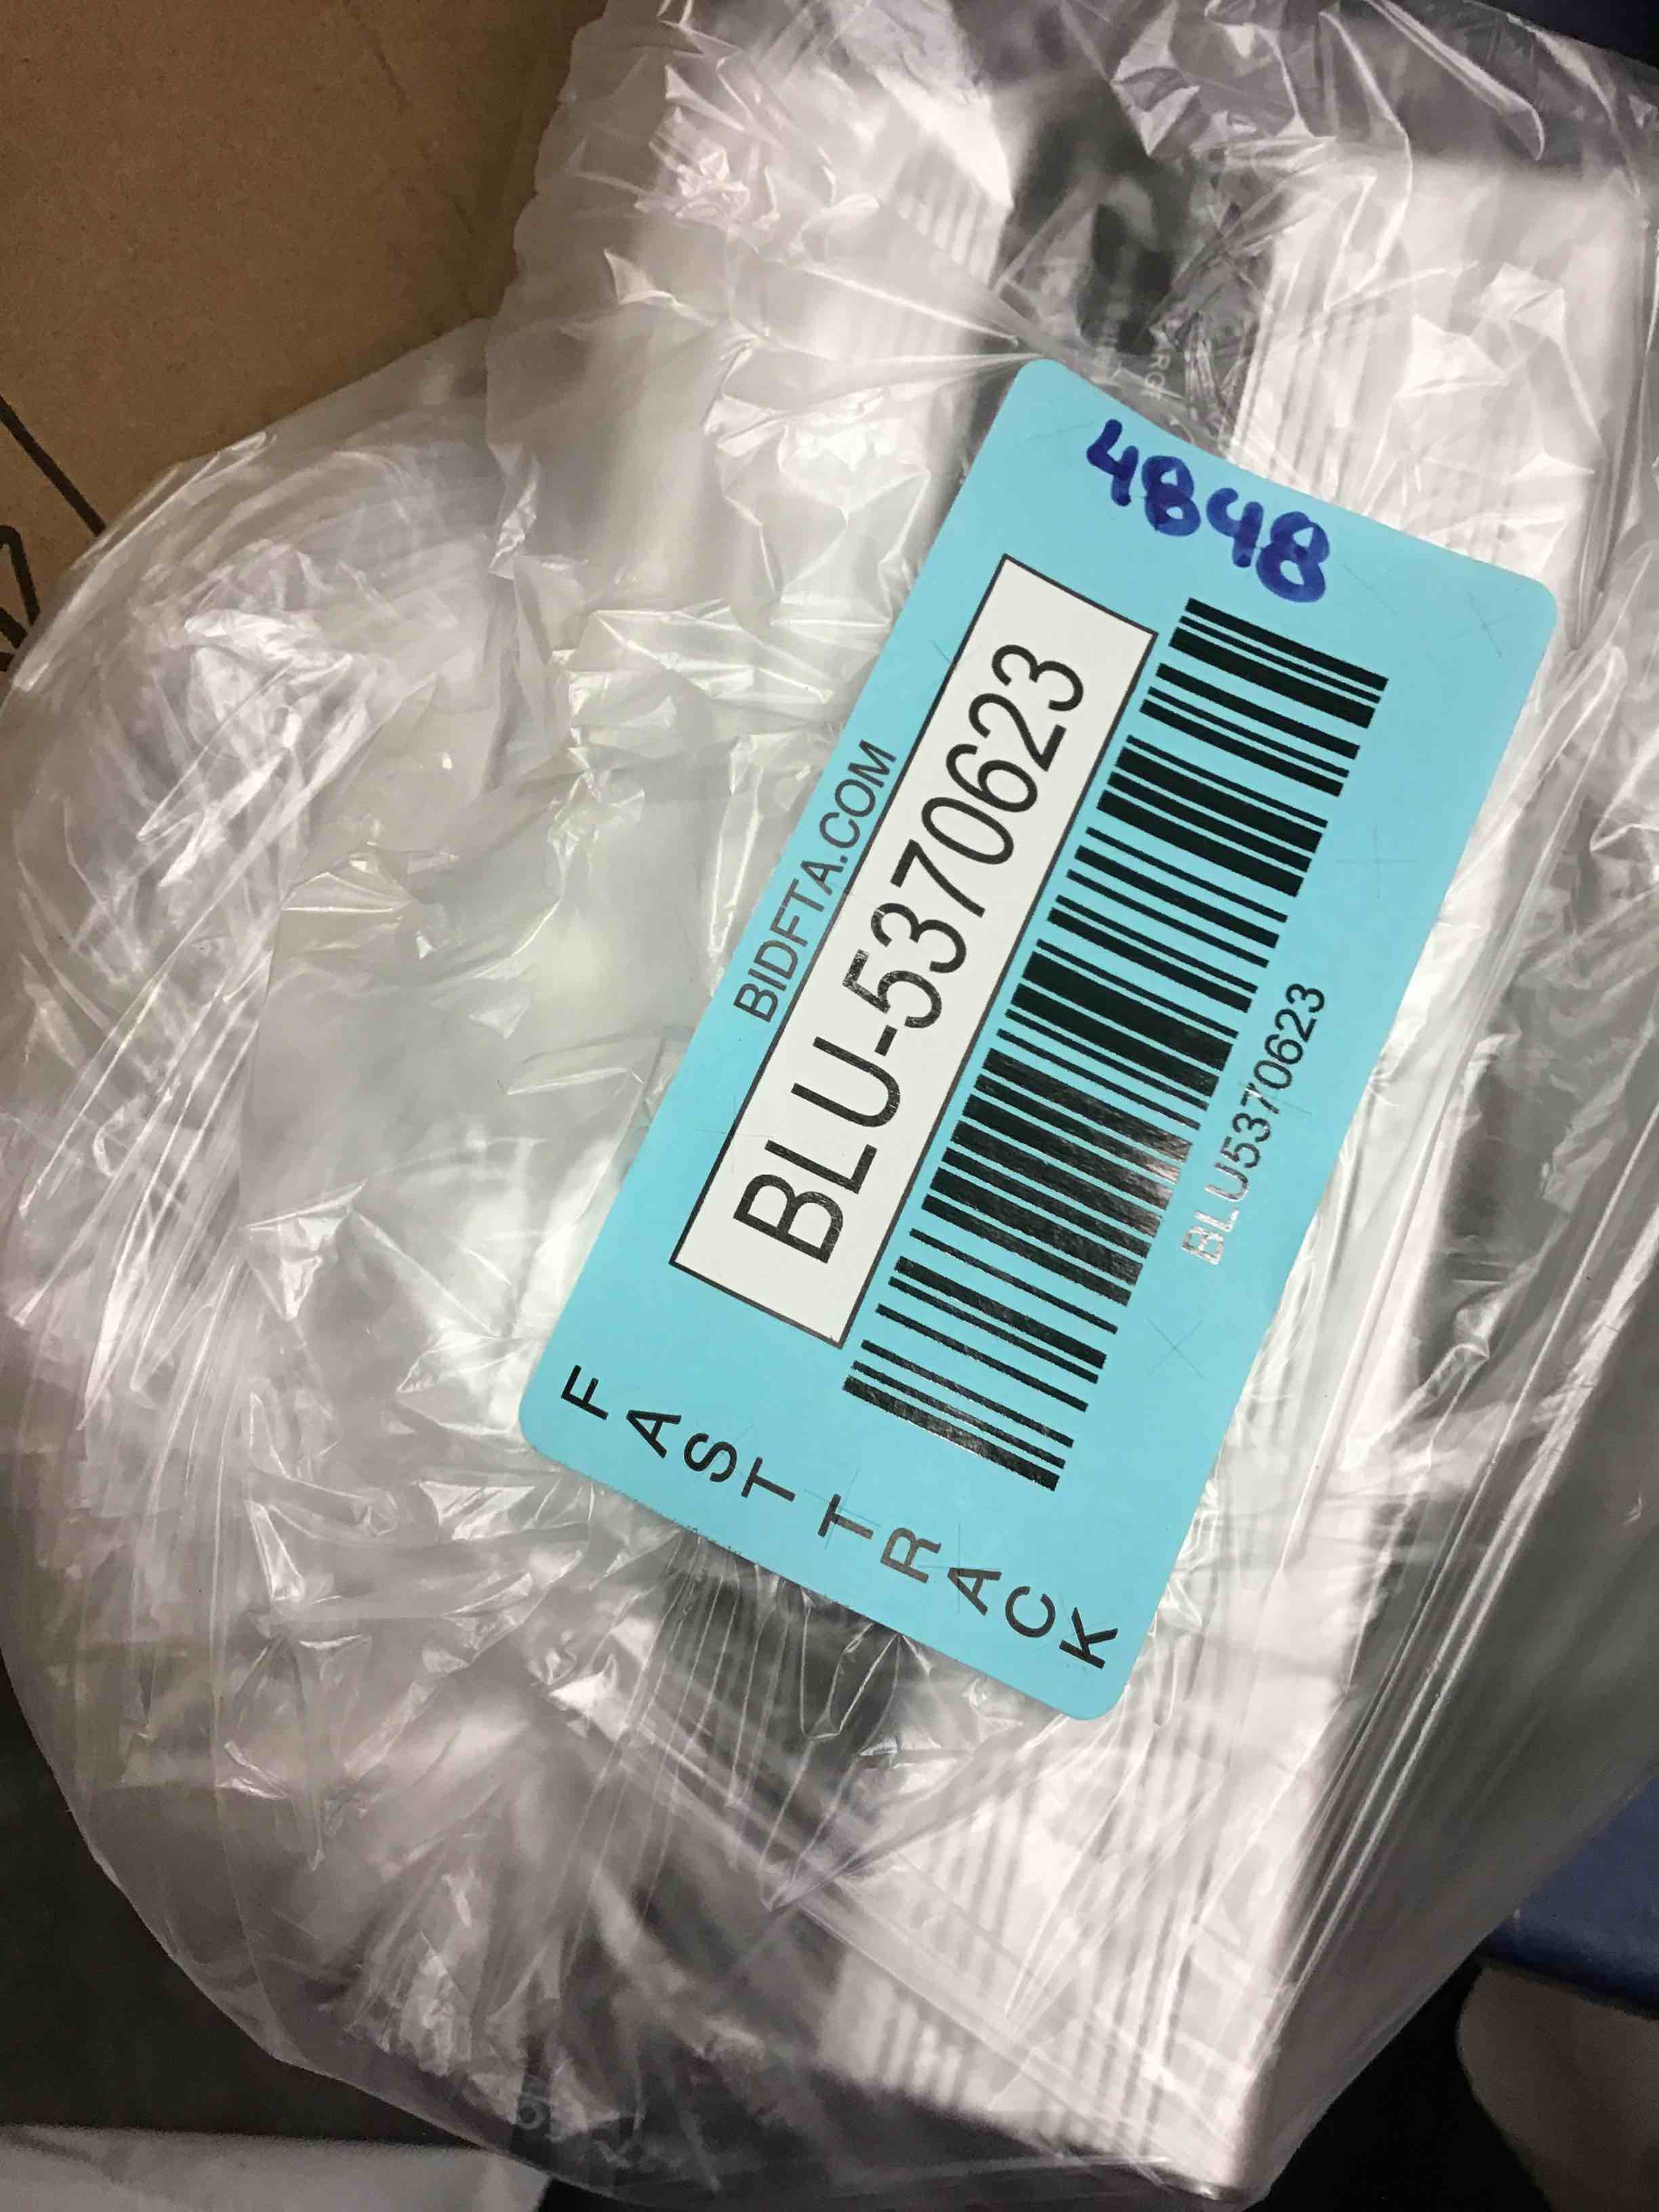 4848
BIDFTA.COM
BLU-5370623
BLU5370623
FAST TRACK